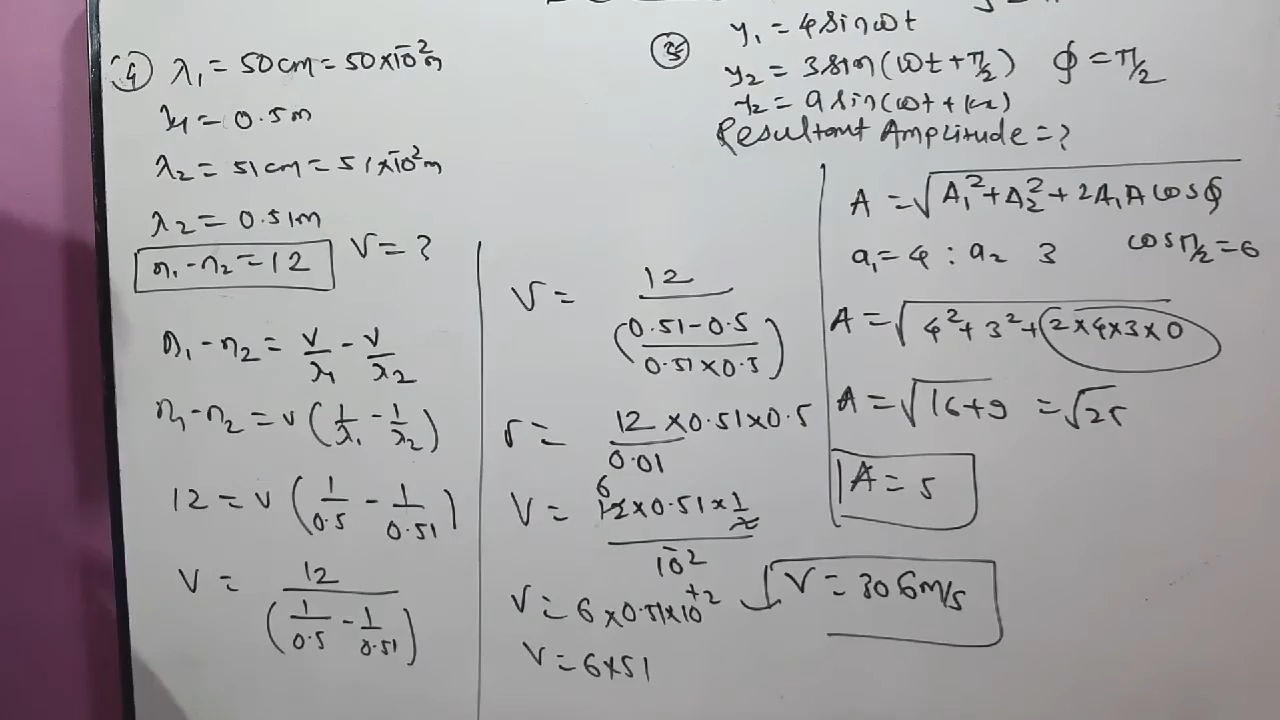 ④ λ₁ = 50cm = 50×10⁻²m
λ₁ = 0.5m
λ₂ = 51cm = 51×10⁻²m
λ₂ = 0.51m
n₁-n₂ = 12 V = ?
n₁-n₂ = v/λ₁ - v/λ₂
n₁-n₂ = v(1/λ₁ - 1/λ₂)
12 = v(1/0.5 - 1/0.51)
V = 12/(1/0.5 - 1/0.51)
V = 12/((0.51-0.5)/(0.51×0.5))
V = 12×0.51×0.5/0.01
V = 6 12×0.51×1/2/10⁻²
V = 6×0.51×10⁺²
V = 6×51
V = 306m/s
③ y₁ = 4sinωt
y₂ = 3sin(ωt+π/2) φ = π/2
y₂ = a sin(ωt+kx)
Resultant Amplitude = ?
A = √A₁²+A₂²+2A₁A cosφ
a₁ = 4 : a₂ 3 cosπ/2 = 0
A = √4²+3²+2×4×3×0
A = √16+9 = √25
A = 5